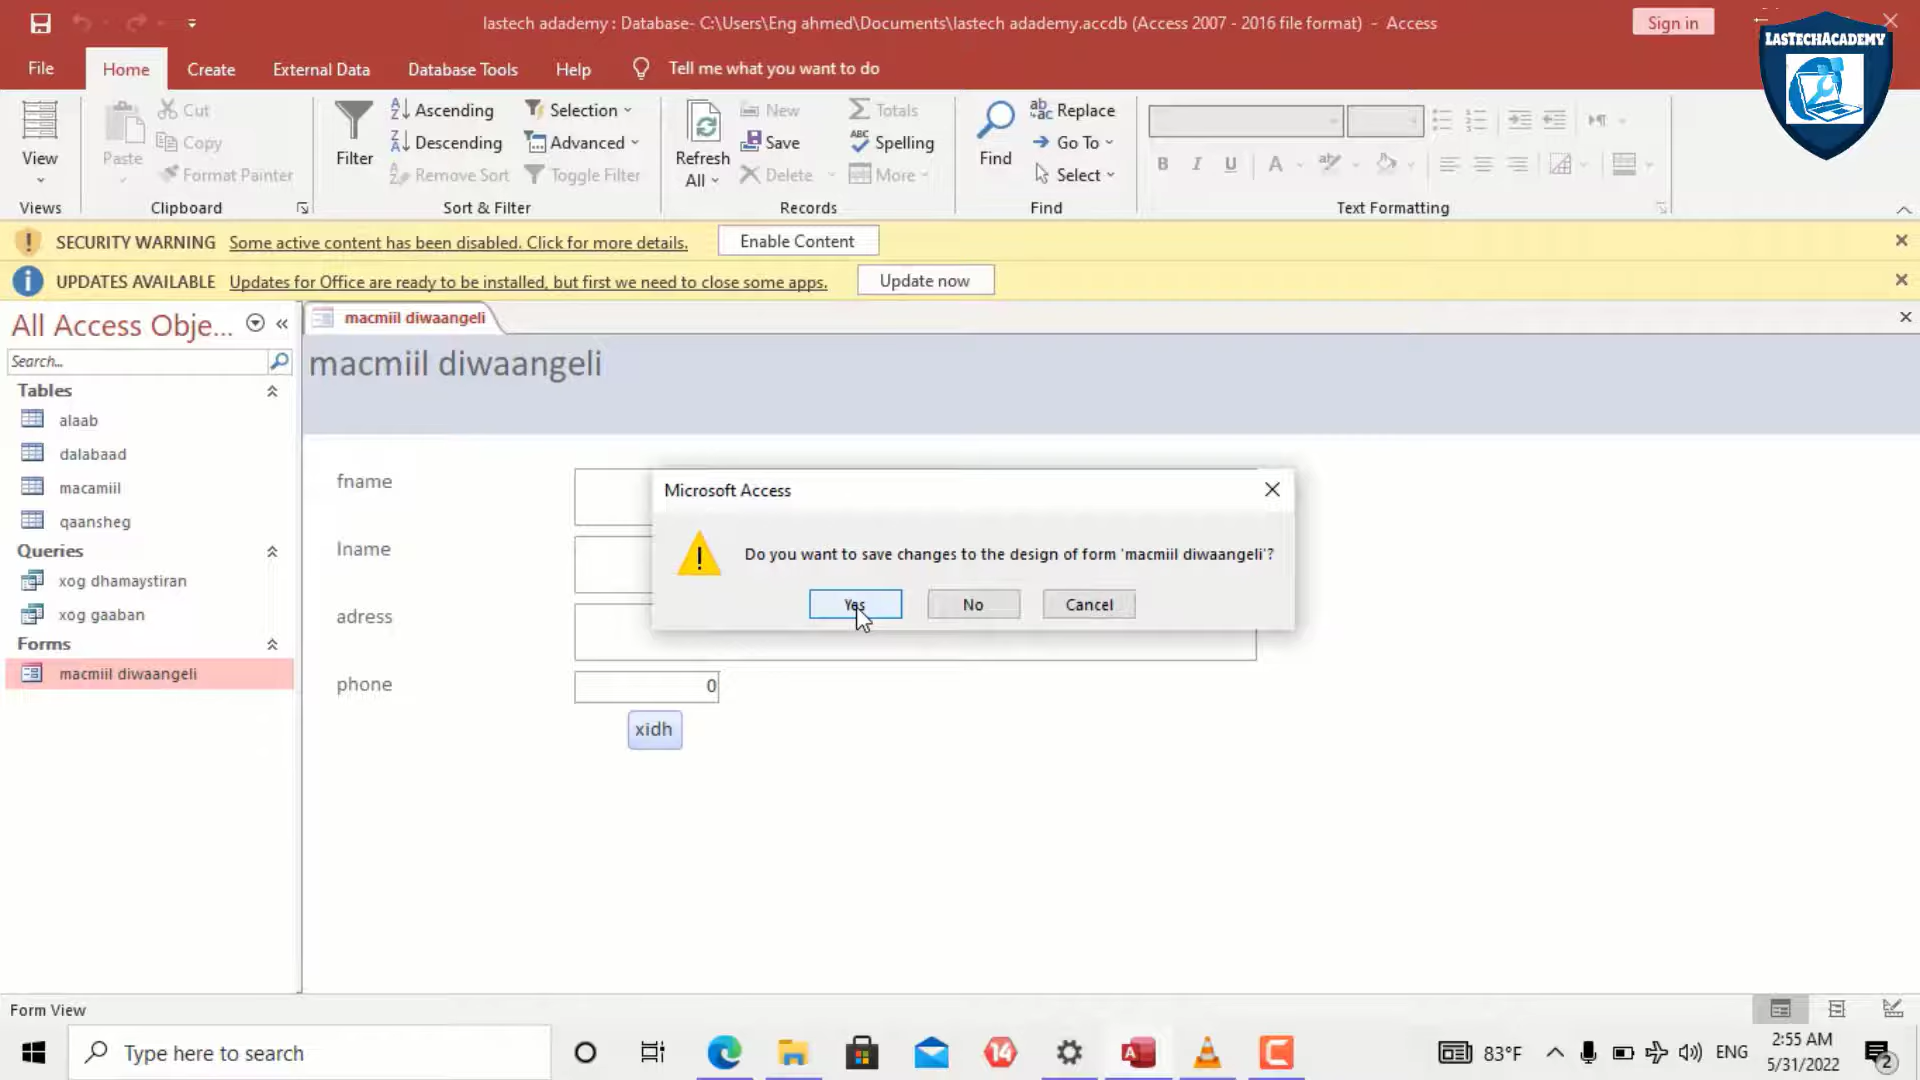 lastech adademy : Database- C:\Users\Eng ahmed\Documents\lastech adademy.accdb (Access 2007 - 2016 file format) - Access
Sign in
LASTECHACADEMY
File
Home
Create
External Data
Database Tools
Help
Tell me what you want to do
View
Views
Paste
Cut
Copy
Format Painter
Clipboard
Filter
Ascending
Descending
Remove Sort
Selection
Advanced
Toggle Filter
Sort & Filter
Refresh
All
New
Save
Delete
Totals
Spelling
More
Records
Find
Replace
Go To
Select
Find
B I U A
Text Formatting
SECURITY WARNING Some active content has been disabled. Click for more details. Enable Content
UPDATES AVAILABLE Updates for Office are ready to be installed, but first we need to close some apps. Update now
All Access Obje...
Search...
Tables
alaab
dalabaad
macamiil
qaansheg
Queries
xog dhamaystiran
xog gaaban
Forms
macmiil diwaangeli
macmiil diwaangeli
macmiil diwaangeli
fname
lname
adress
phone
0
xidh
Microsoft Access
Do you want to save changes to the design of form 'macmiil diwaangeli'?
Yes
No
Cancel
Form View
Type here to search
14
83°F
ENG
2:55 AM
5/31/2022
2